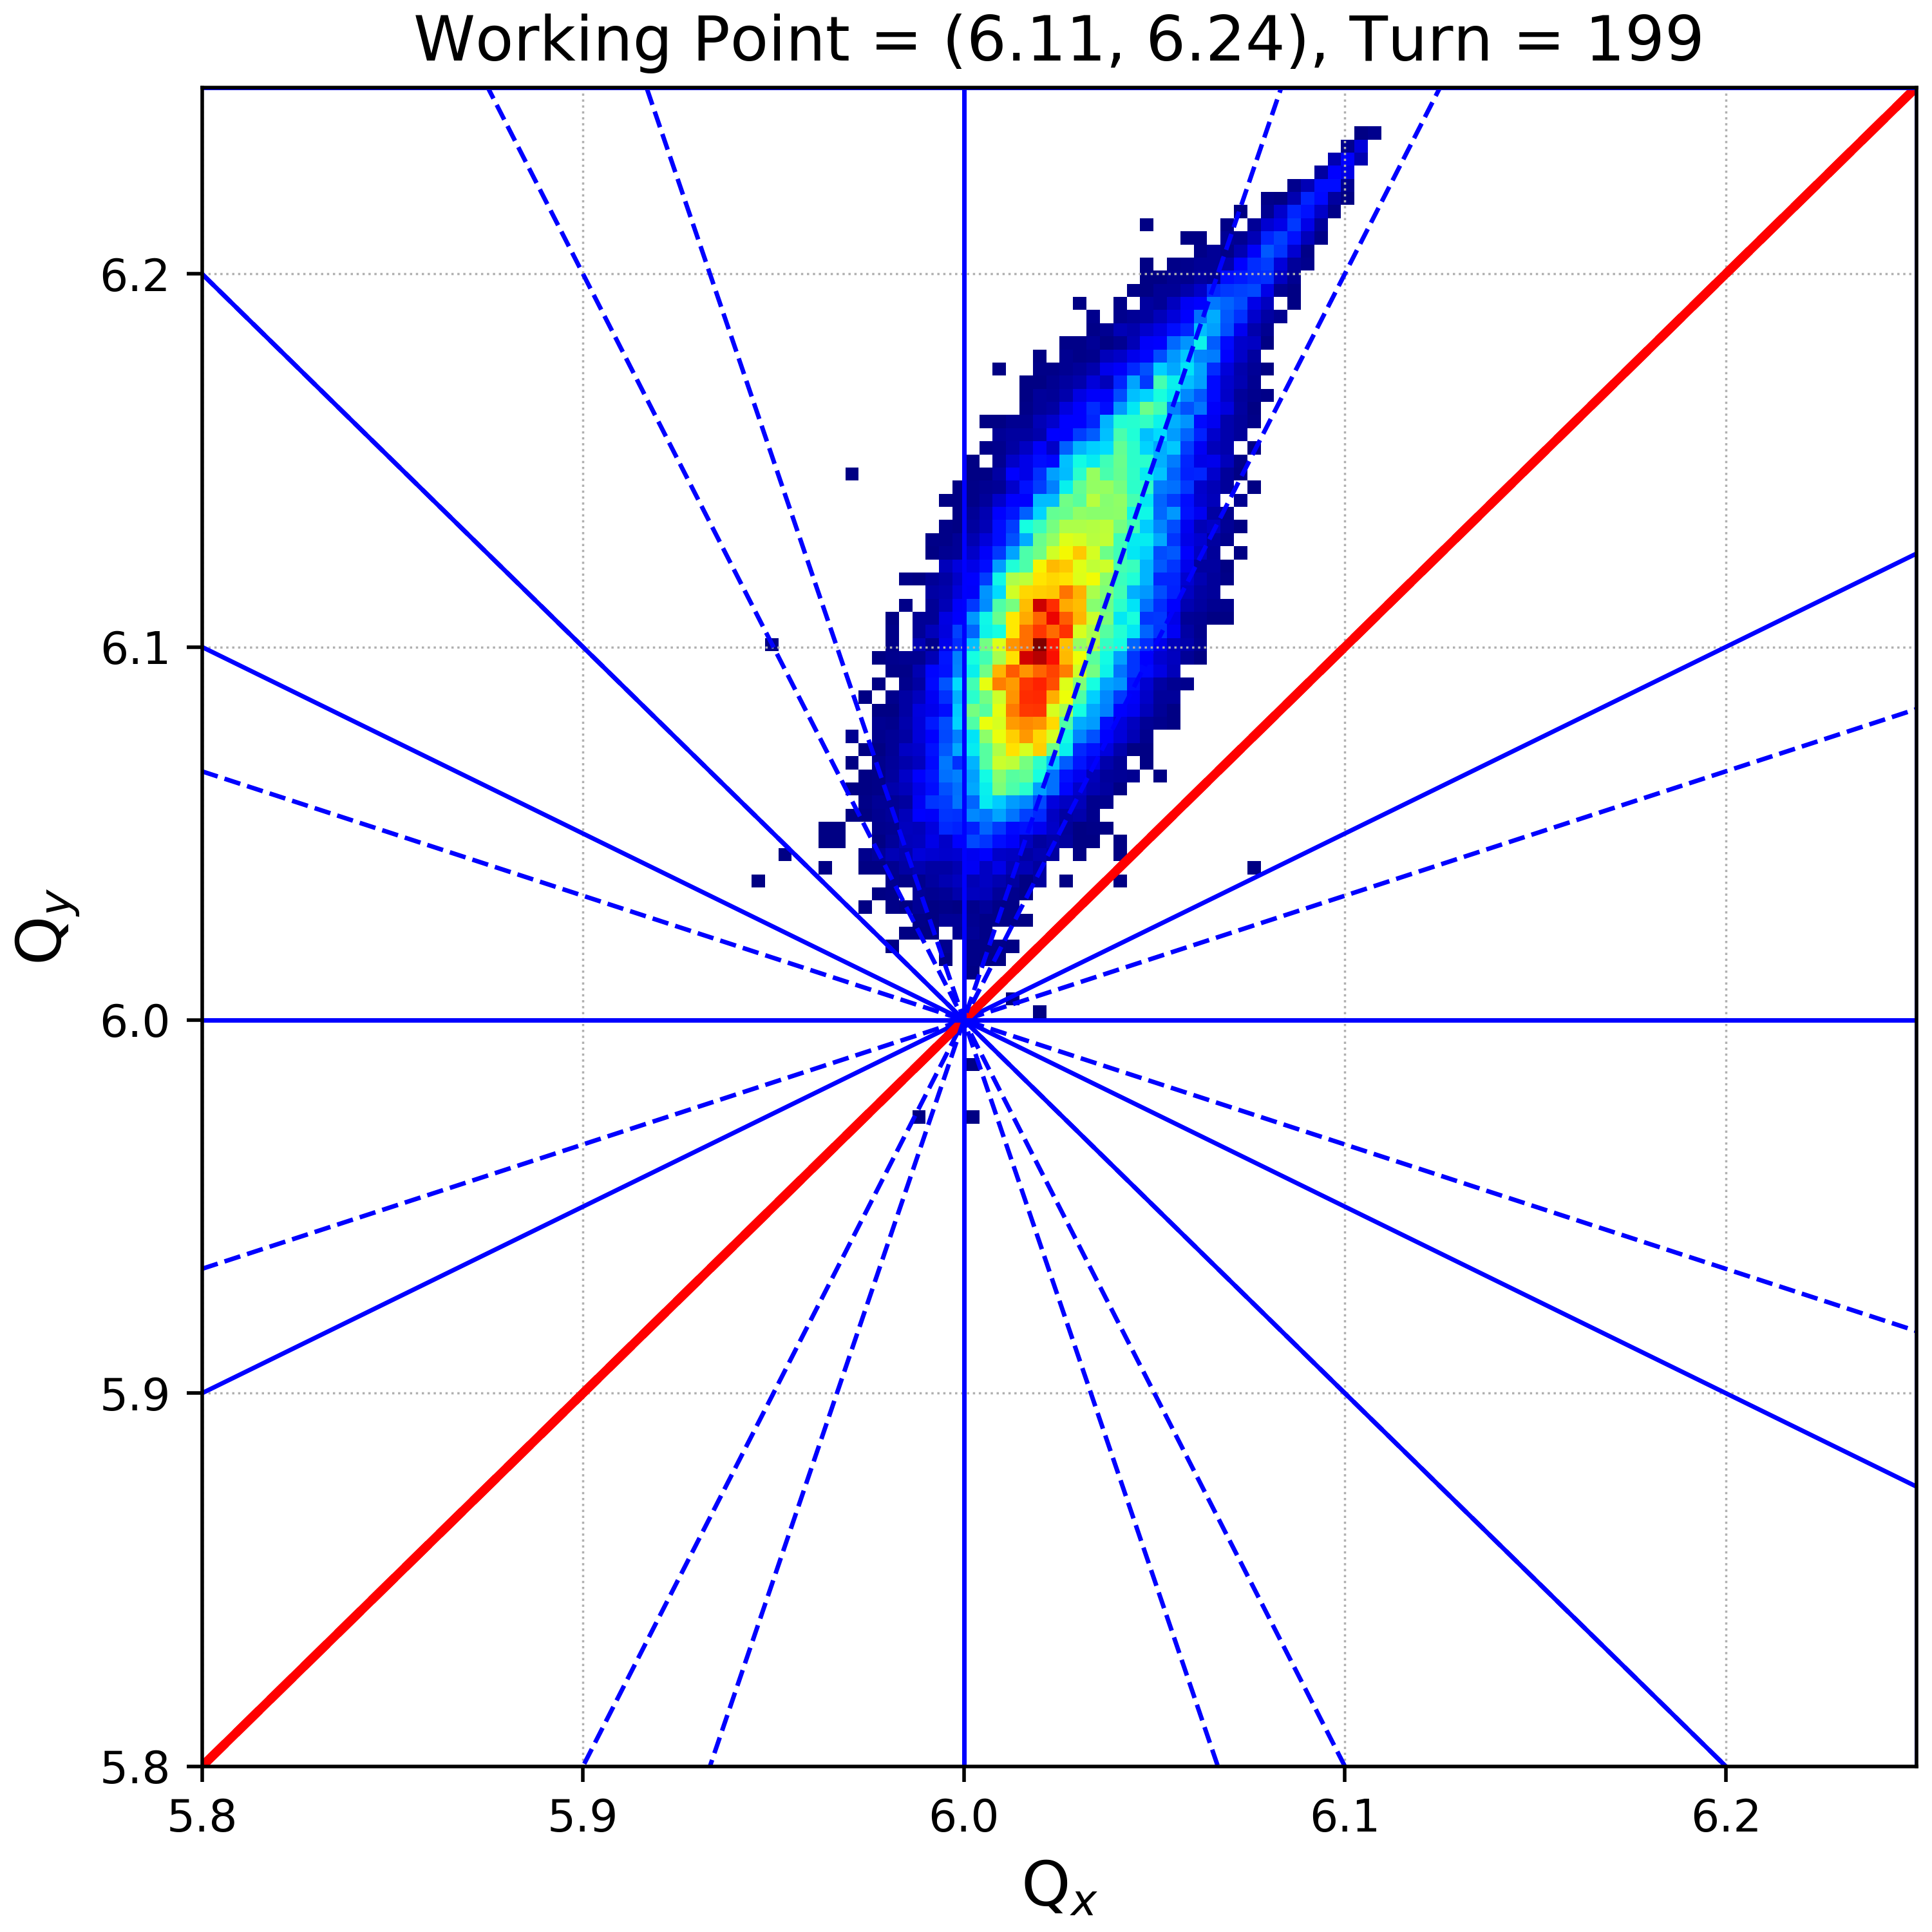 Working Point = (6.11, 6.24), Turn = 199
6.2
6.1
6.0
5.9
5.8
Qy
5.8 5.9 6.0 6.1 6.2
Qx